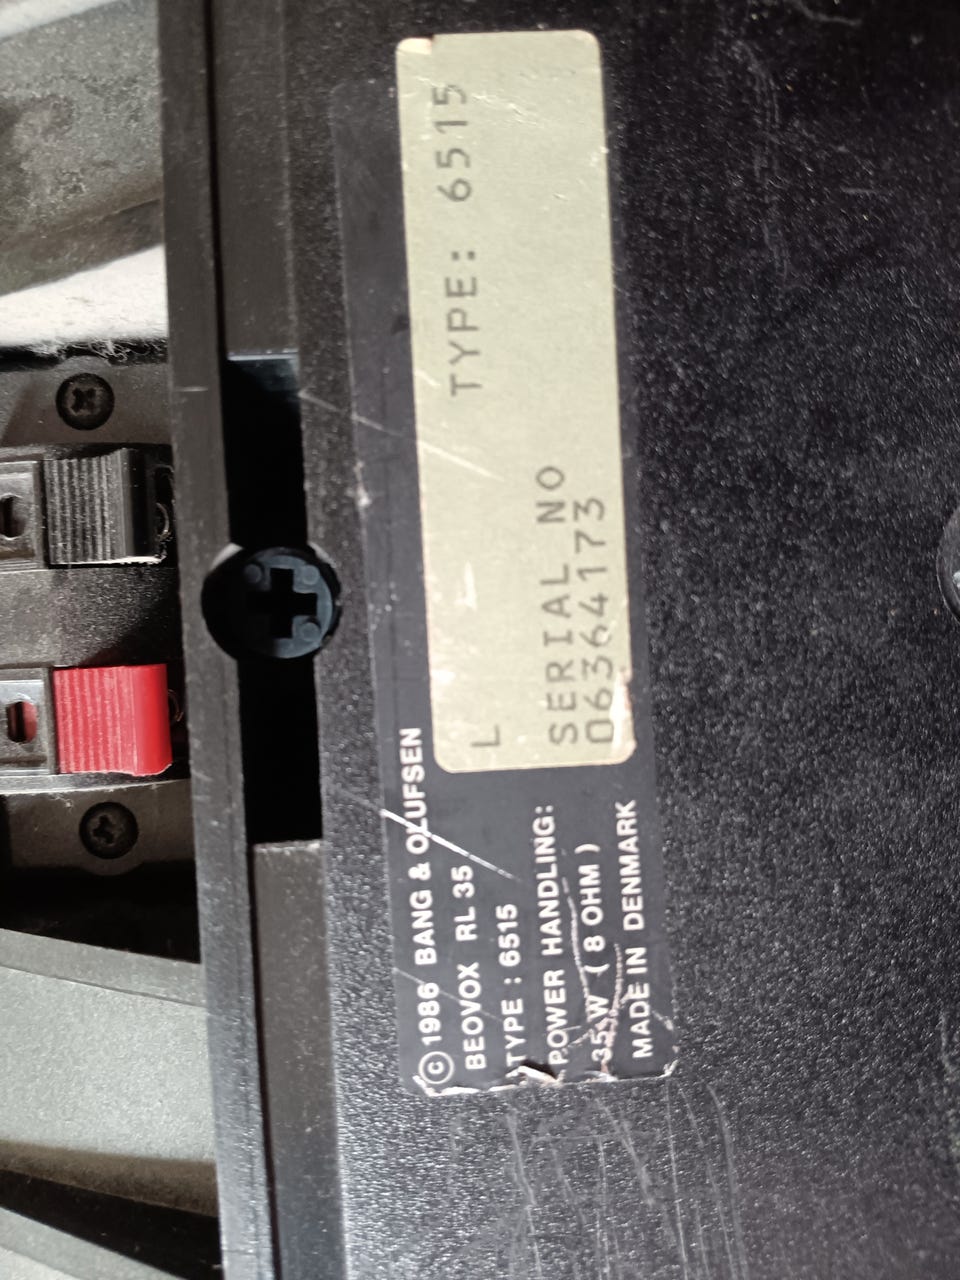 © 1986 BANG & OLUFSEN
BEOVOX RL 35
TYPE : 6515
POWER HANDLING:
35 W ( 8 OHM )
MADE IN DENMARK
TYPE: 6515
L
SERIAL NO
06364173